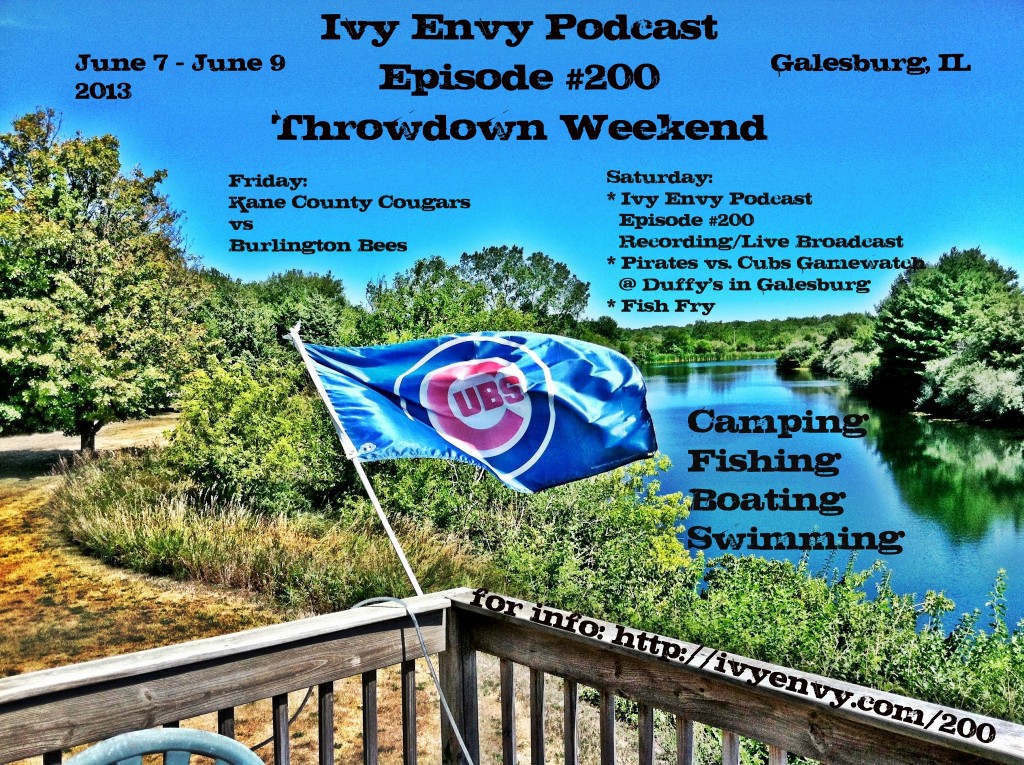 Ivy Envy Podcast
Episode #200
Throwdown Weekend
June 7 - June 9
2013
Galesburg, IL
Friday:
Kane County Cougars
vs
Burlington Bees
Saturday:
* Ivy Envy Podcast
Episode #200
Recording/Live Broadcast
* Pirates vs. Cubs Gamewatch
@ Duffy's in Galesburg
* Fish Fry
CUBS
Camping
Fishing
Boating
Swimming
for info: http://ivyenvy.com/200